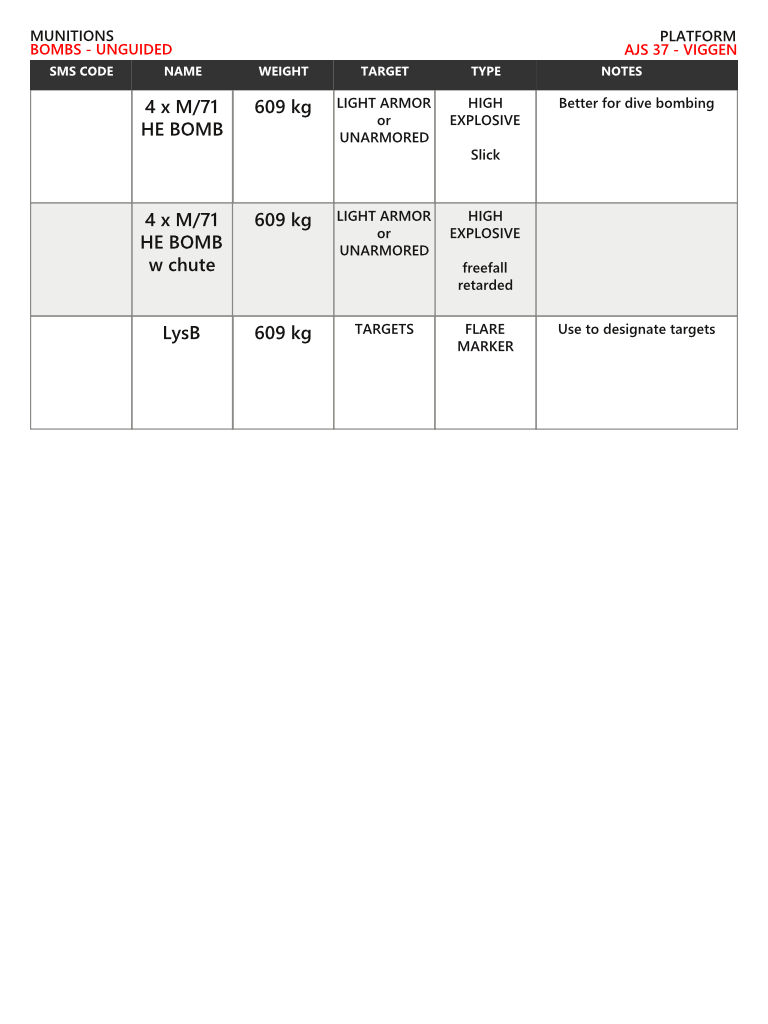 MUNITIONS
PLATFORM
BOMBS - UNGUIDED
AJS 37 - VIGGEN
SMS CODE NAME WEIGHT TARGET TYPE NOTES
4 x M/71
HE BOMB
609 kg
LIGHT ARMOR
or
UNARMORED
HIGH
EXPLOSIVE
Slick
Better for dive bombing
4 x M/71
HE BOMB
w chute
609 kg
LIGHT ARMOR
or
UNARMORED
HIGH
EXPLOSIVE
freefall
retarded
LysB
609 kg
TARGETS
FLARE
MARKER
Use to designate targets